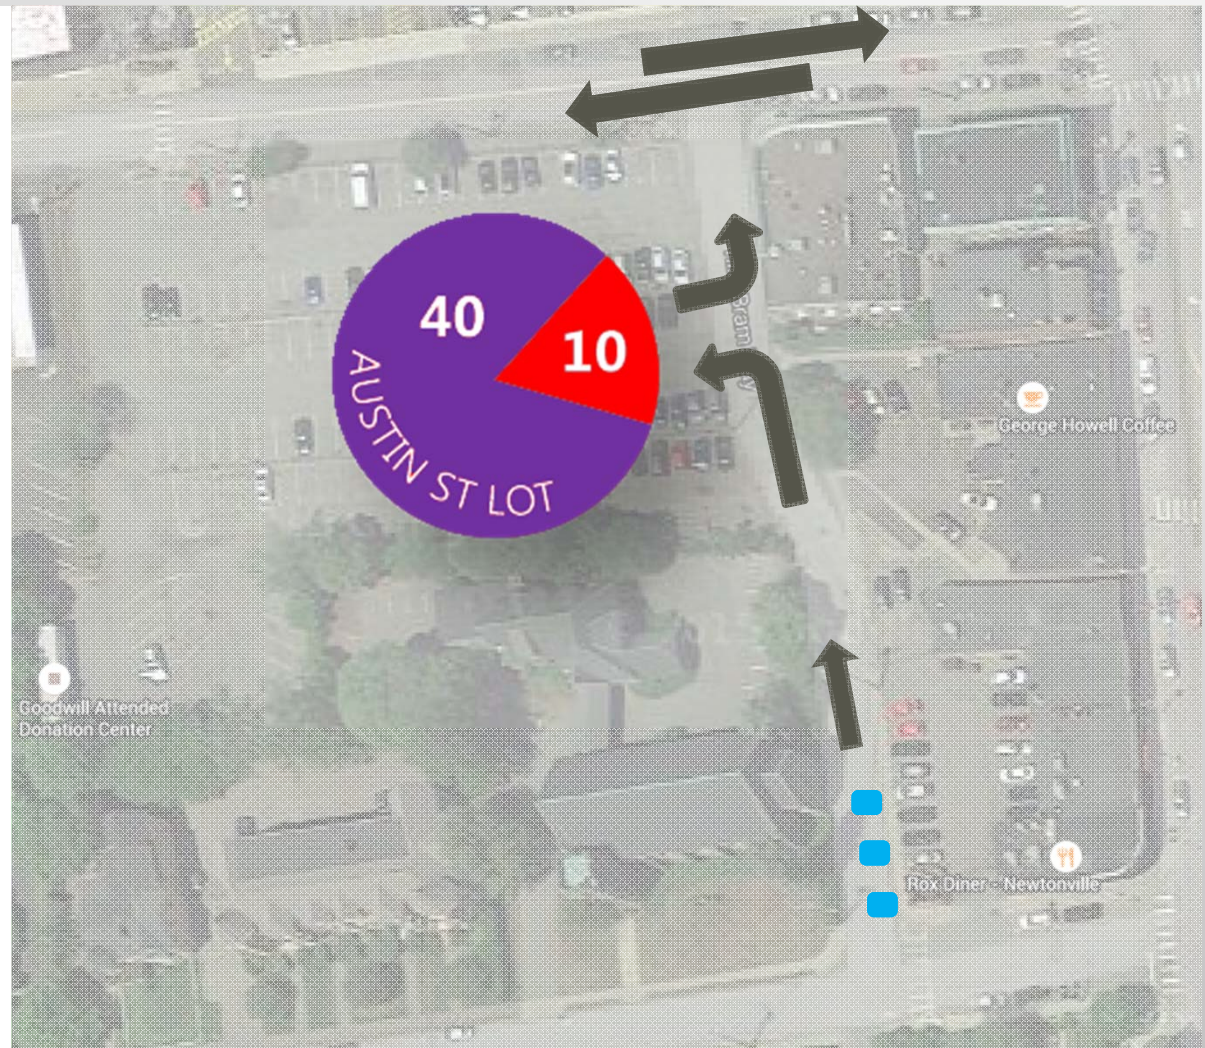 40
10
AUSTIN ST LOT
George Howell Coffee
Goodwill Attended
Donation Center
Rox Diner - Newtonville